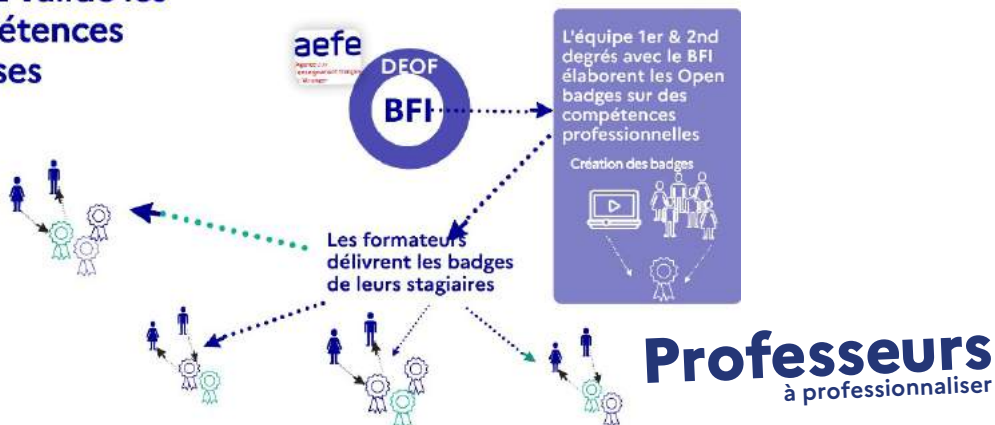 étences
ses
aefe
DEOF
BFI
L'équipe 1er & 2nd
degrés avec le BFI
élaborent les Open
badges sur des
compétences
professionnelles
Création des badges
Les formateurs
délivrent les badges
de leurs stagiaires
Professeurs
à professionnaliser